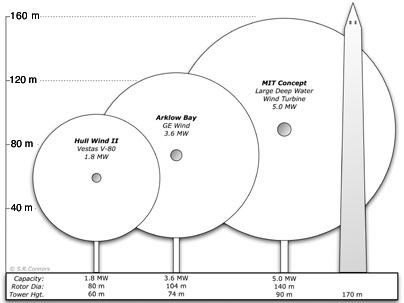 160 m
120 m
80 m
40 m
Hull Wind II
Vestas V-80
1.8 MW
Arklow Bay
GE Wind
3.6 MW
MIT Concept
Large Deep Water
Wind Turbine
5.0 MW
© S.R.Connors
Capacity: 1.8 MW 3.6 MW 5.0 MW
Rotor Dia: 80 m 104 m 140 m
Tower Hgt. 60 m 74 m 90 m 170 m